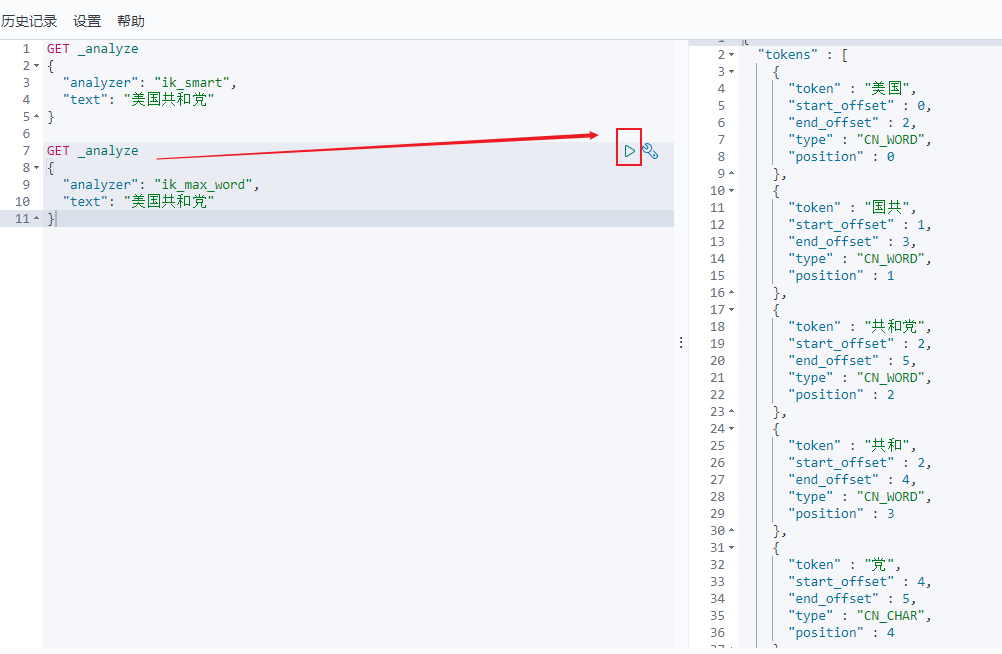 历史记录 设置 帮助
1 GET _analyze
2 {
3 "analyzer": "ik_smart",
4 "text": "美国共和党"
5 }
6
7 GET _analyze
8 {
9 "analyzer": "ik_max_word",
10 "text": "美国共和党"
11 }
1 {
2 "tokens" : [
3 {
4 "token" : "美国",
5 "start_offset" : 0,
6 "end_offset" : 2,
7 "type" : "CN_WORD",
8 "position" : 0
9 },
10 {
11 "token" : "国共",
12 "start_offset" : 1,
13 "end_offset" : 3,
14 "type" : "CN_WORD",
15 "position" : 1
16 },
17 {
18 "token" : "共和党",
19 "start_offset" : 2,
20 "end_offset" : 5,
21 "type" : "CN_WORD",
22 "position" : 2
23 },
24 {
25 "token" : "共和",
26 "start_offset" : 2,
27 "end_offset" : 4,
28 "type" : "CN_WORD",
29 "position" : 3
30 },
31 {
32 "token" : "党",
33 "start_offset" : 4,
34 "end_offset" : 5,
35 "type" : "CN_CHAR",
36 "position" : 4